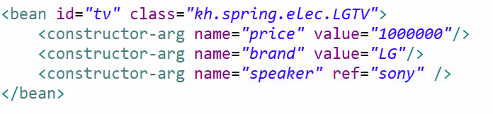 <bean id="tv" class="kh.spring.elec.LGTV">
<constructor-arg name="price" value="1000000"/>
<constructor-arg name="brand" value="LG"/>
<constructor-arg name="speaker" ref="sony" />
</bean>